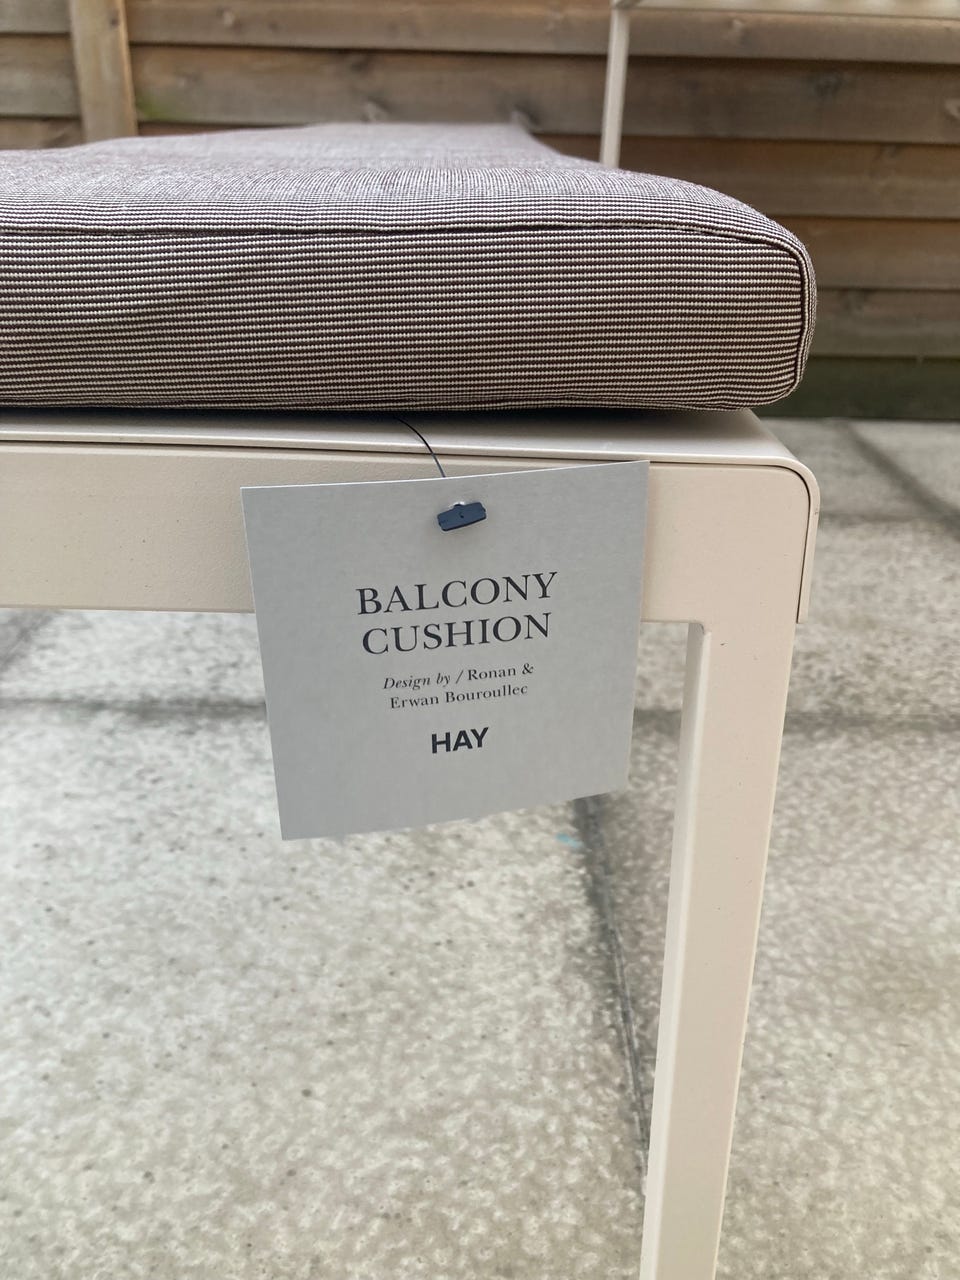 BALCONY
CUSHION
Design by / Ronan &
Erwan Bouroullec
HAY